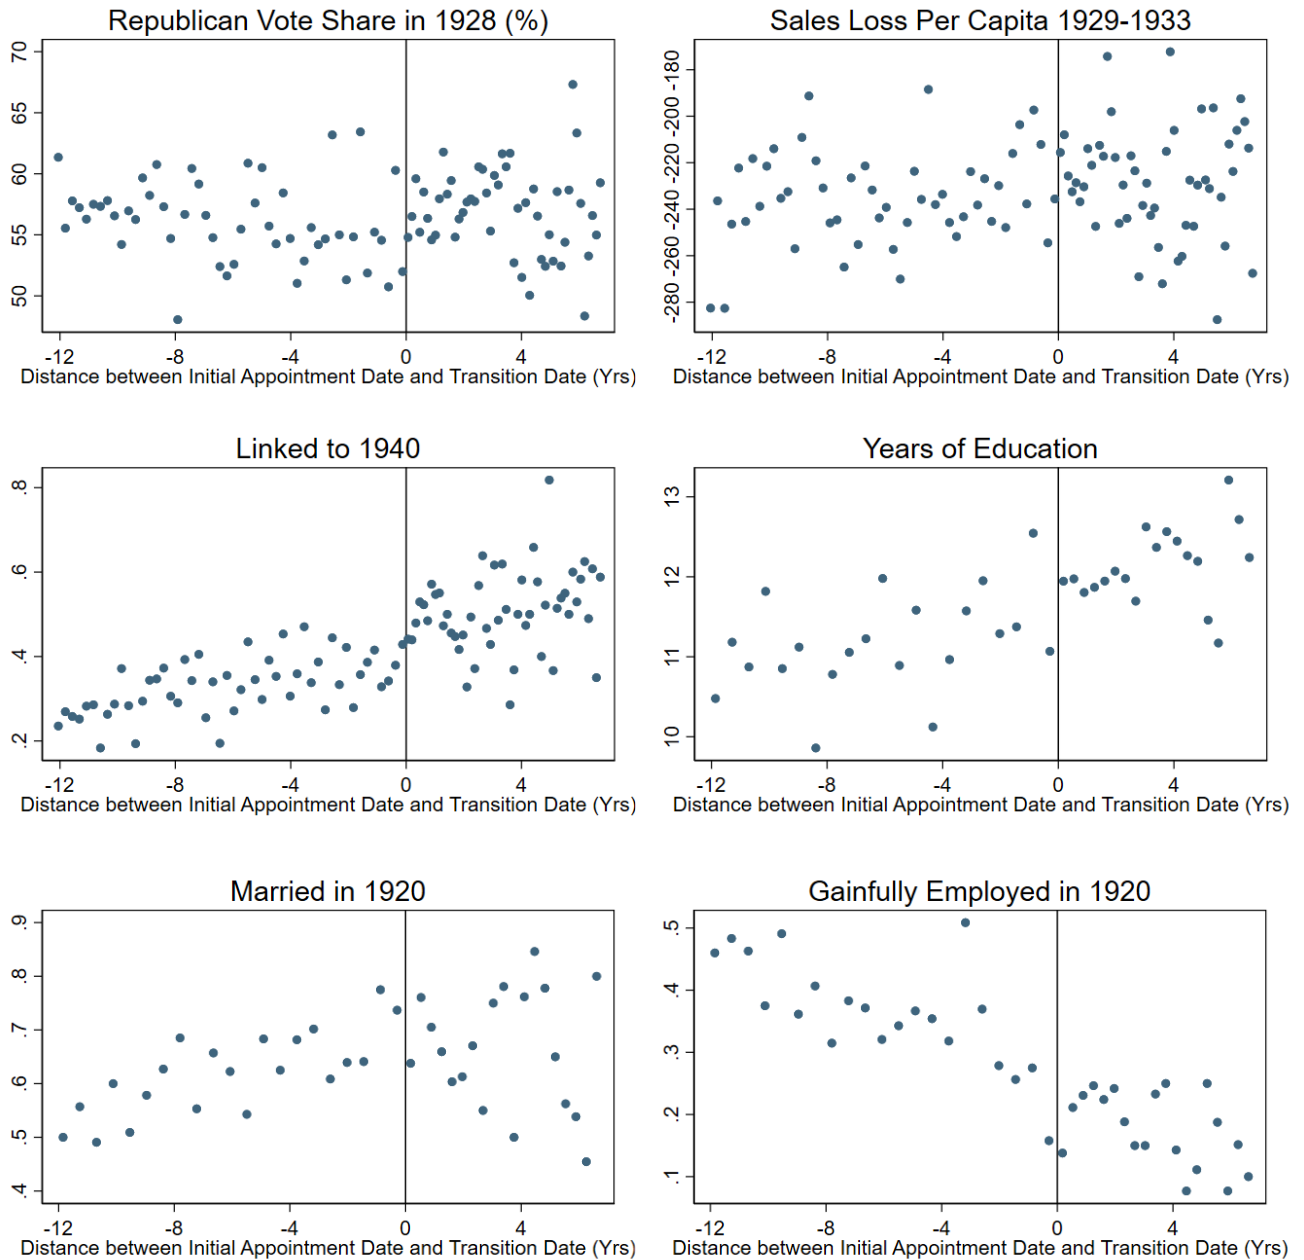 Republican Vote Share in 1928 (%)
70
65
60
55
50
-12 -8 -4 0 4
Distance between Initial Appointment Date and Transition Date (Yrs)
Sales Loss Per Capita 1929-1933
-180
-200
-220
-240
-260
-280
-12 -8 -4 0 4
Distance between Initial Appointment Date and Transition Date (Yrs)
Linked to 1940
.8
.6
.4
.2
-12 -8 -4 0 4
Distance between Initial Appointment Date and Transition Date (Yrs)
Years of Education
13
12
11
10
-12 -8 -4 0 4
Distance between Initial Appointment Date and Transition Date (Yrs)
Married in 1920
.9
.8
.7
.6
.5
.4
-12 -8 -4 0 4
Distance between Initial Appointment Date and Transition Date (Yrs)
Gainfully Employed in 1920
.5
.4
.3
.2
.1
-12 -8 -4 0 4
Distance between Initial Appointment Date and Transition Date (Yrs)